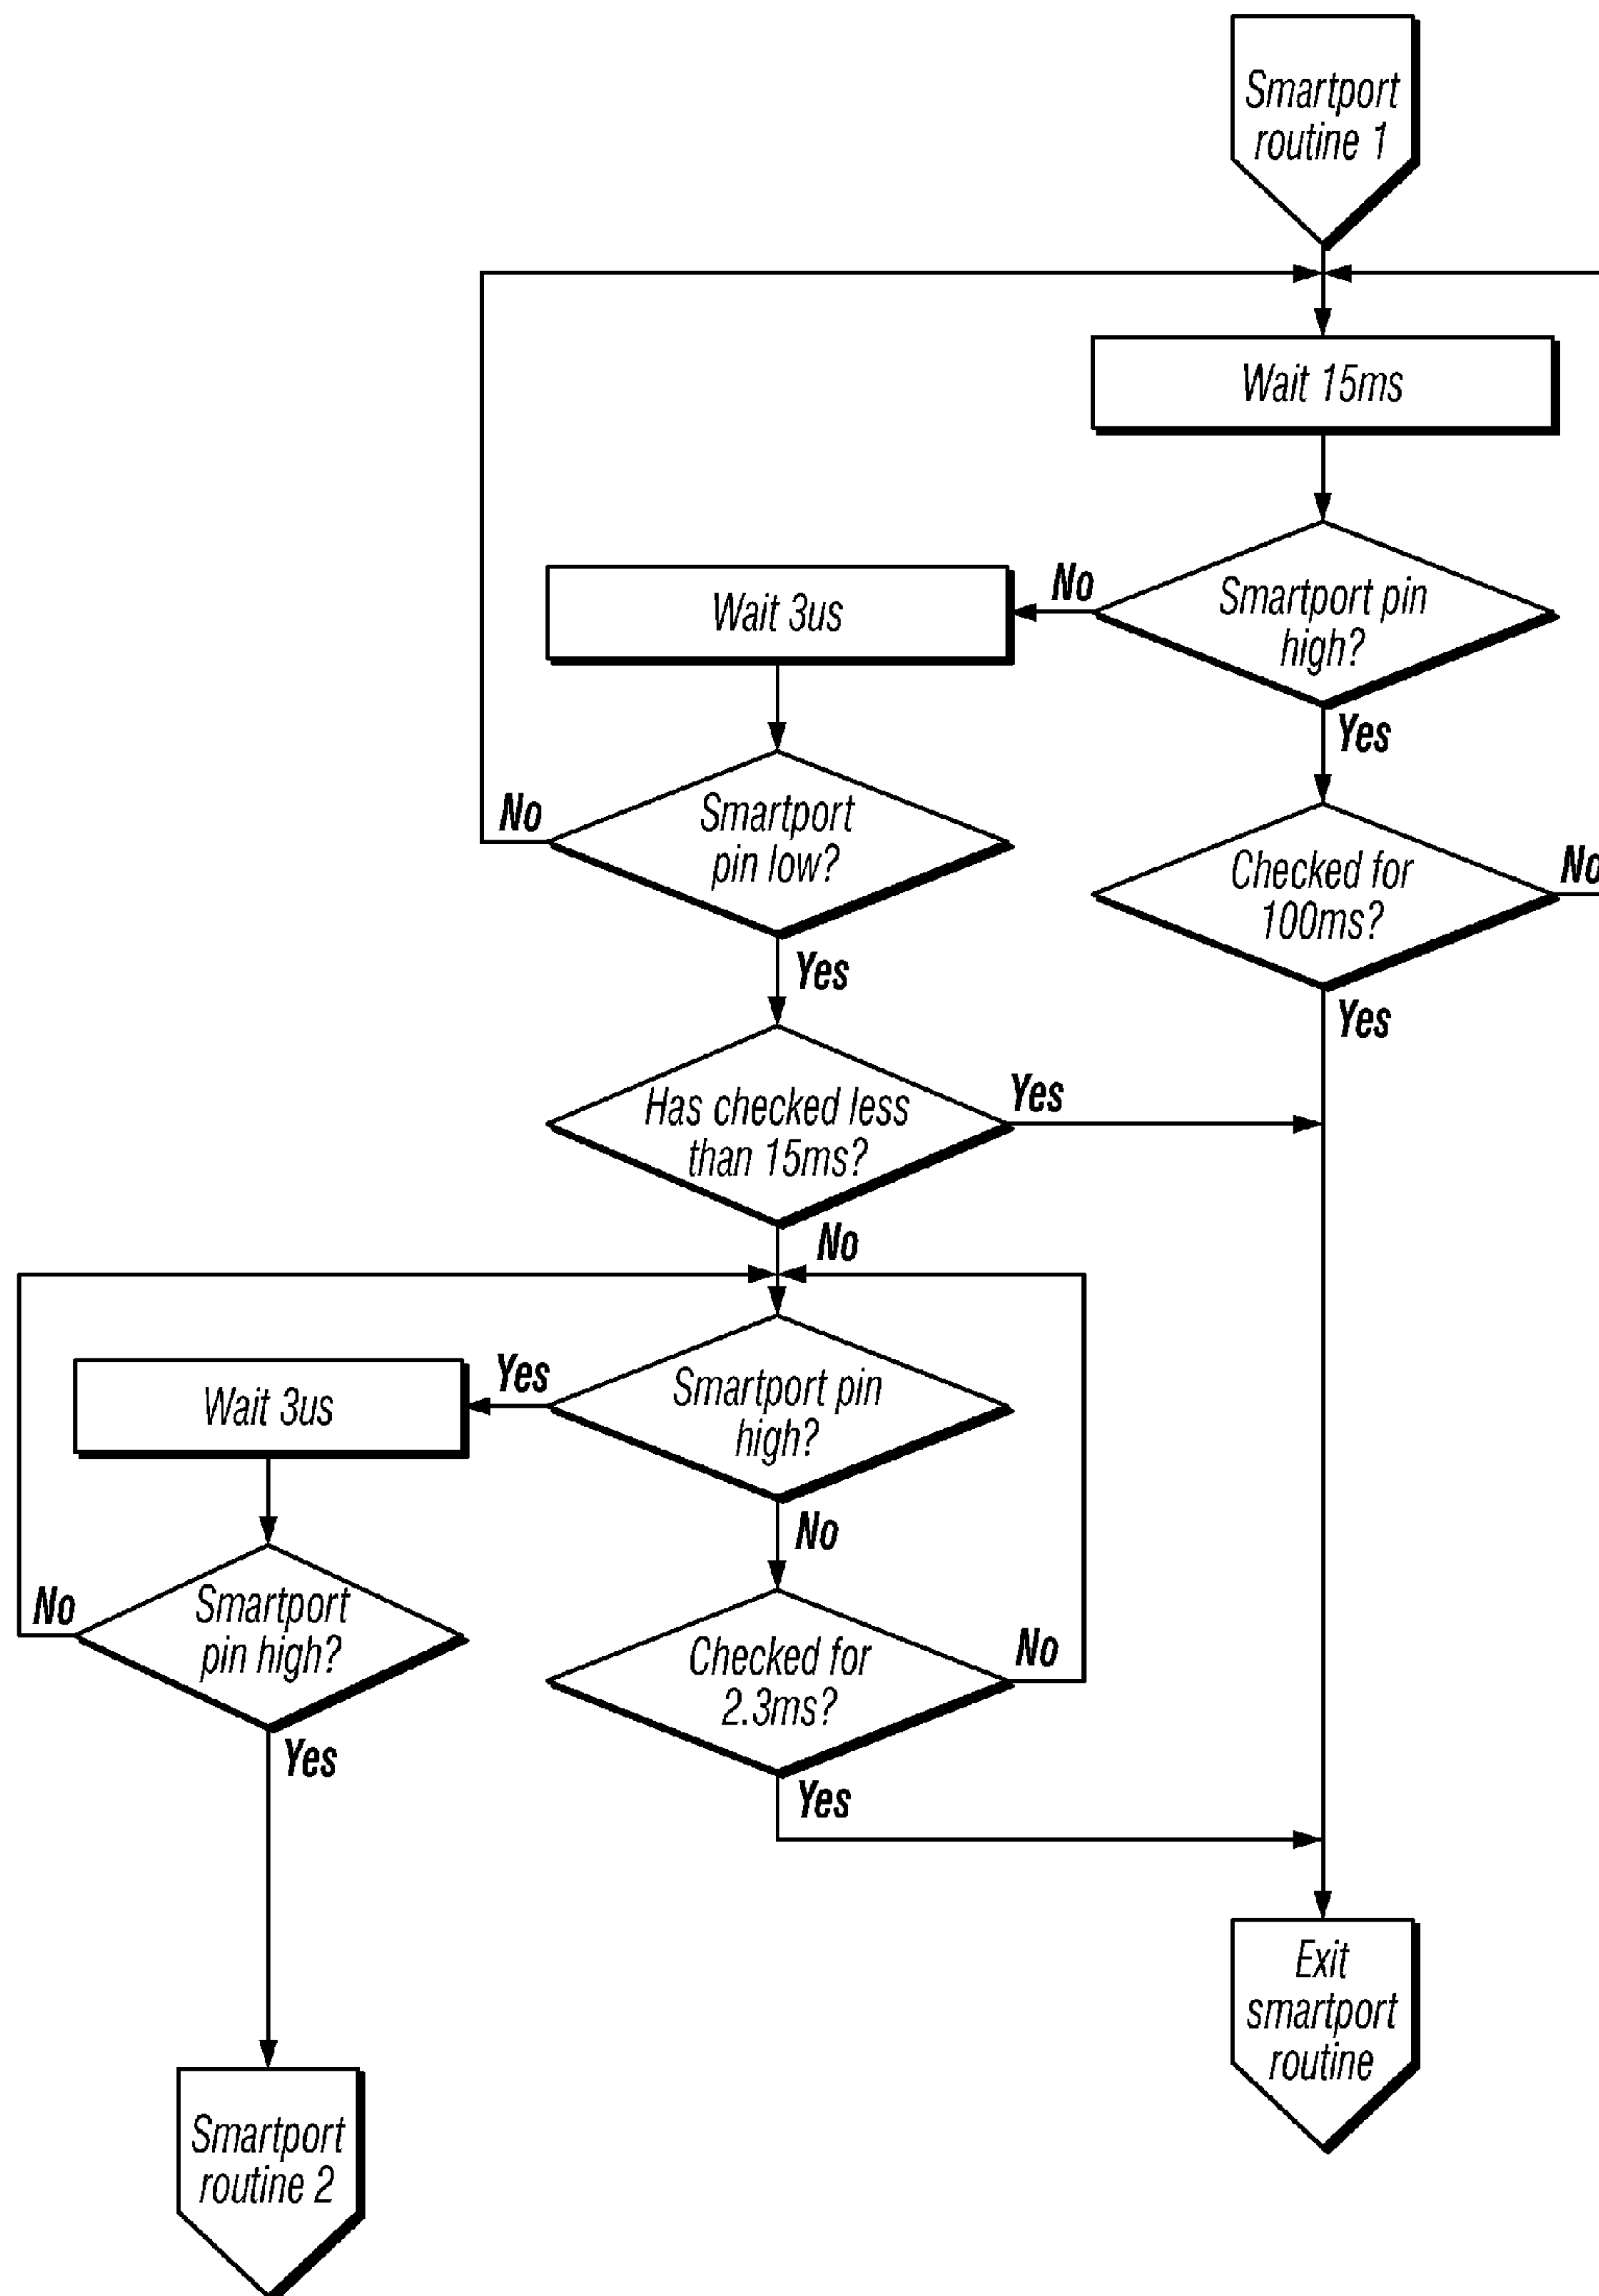 Smartport
routine 1
Wait 15ms
Smartport pin
high?
No
Wait 3us
Yes
Smartport
pin low?
No
Checked for
100ms?
No
Yes
Yes
Has checked less
than 15ms?
Yes
No
Smartport pin
high?
Yes
Wait 3us
No
Smartport
pin high?
No
Checked for
2.3ms?
No
Yes
Yes
Exit
smartport
routine
Smartport
routine 2